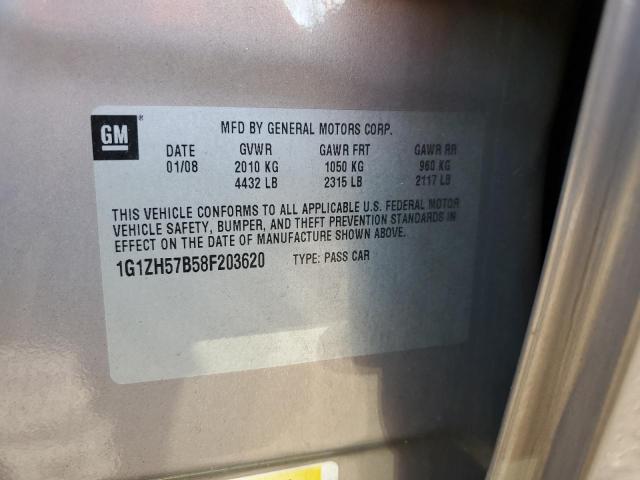 GM ®
MFD BY GENERAL MOTORS CORP.
DATE GVWR GAWR FRT GAWR RR
01/08 2010 KG 1050 KG 960 KG
4432 LB 2315 LB 2117 LB
THIS VEHICLE CONFORMS TO ALL APPLICABLE U.S. FEDERAL MOTOR
VEHICLE SAFETY, BUMPER, AND THEFT PREVENTION STANDARDS IN
EFFECT ON THE DATE OF MANUFACTURE SHOWN ABOVE.
1G1ZH57B58F203620 TYPE: PASS CAR